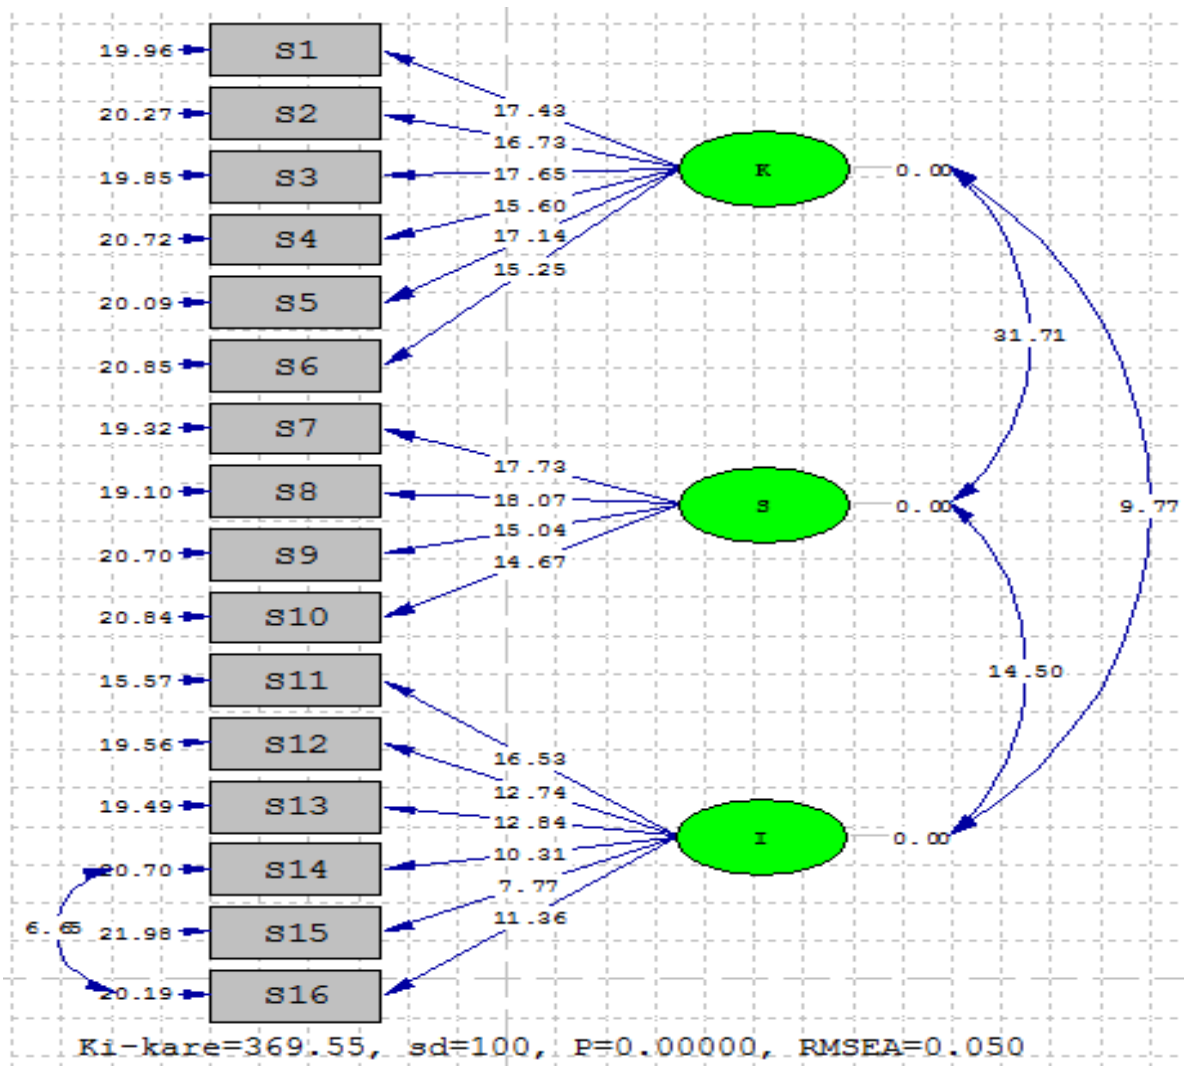 19.96 S1
17.43
20.27 S2
16.73
19.85 S3 17.65 K 0.00
15.60
20.72 S4 17.14
15.25
20.09 S5
31.71
20.85 S6
19.32 S7
17.73
19.10 S8 18.07 S 0.00 9.77
15.04
20.70 S9 14.67
20.84 S10
14.50
15.57 S11
16.53
19.56 S12
12.74
19.49 S13 12.84 I 0.00
10.31
20.70 S14
7.77
11.36
6.65 21.98 S15
20.19 S16
Ki-kare=369.55, sd=100, P=0.00000, RMSEA=0.050